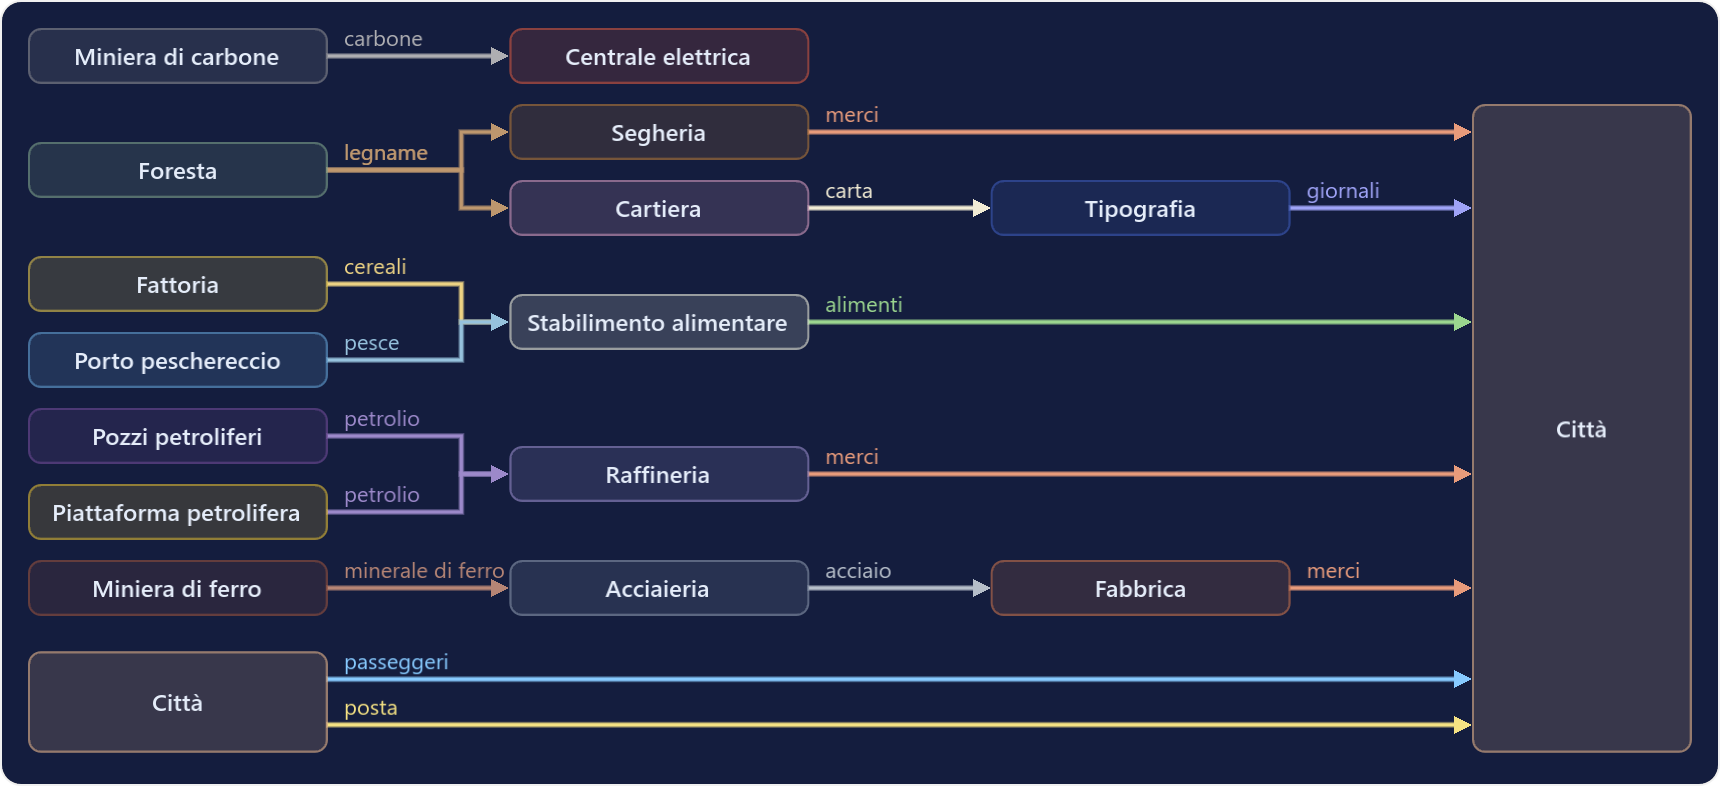 Miniera di carbone
carbone
Centrale elettrica
Foresta
legname
Segheria
merci
Cartiera
carta
Tipografia
giornali
Fattoria
cereali
Porto peschereccio
pesce
Stabilimento alimentare
alimenti
Pozzi petroliferi
petrolio
Piattaforma petrolifera
petrolio
Raffineria
merci
Miniera di ferro
minerale di ferro
Acciaieria
acciaio
Fabbrica
merci
Città
passeggeri
posta
Città